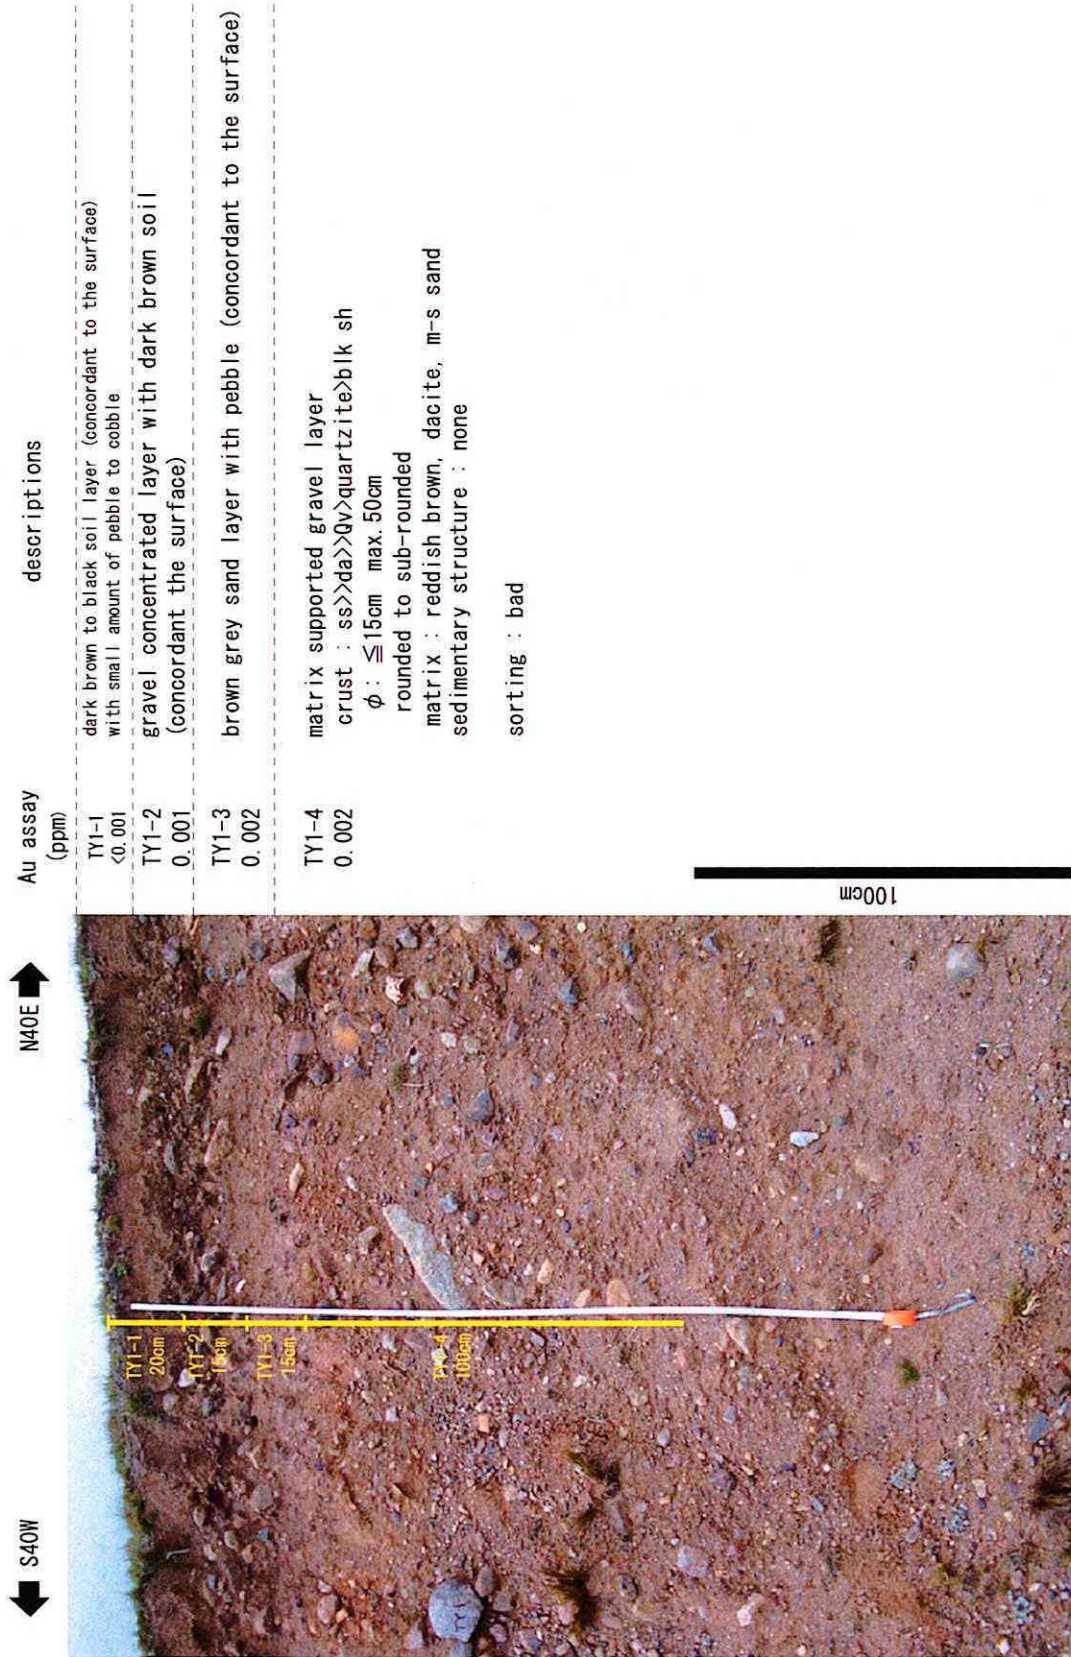 S40W
N40E
Au assay
(ppm)
descriptions
TY1-1
<0.001
dark brown to black soil layer (concordant to the surface)
with small amount of pebble to cobble
TY1-2
0.001
gravel concentrated layer with dark brown soil
(concordant the surface)
TY1-3
0.002
brown grey sand layer with pebble (concordant to the surface)
TY1-4
0.002
matrix supported gravel layer
crust : ss>>da>>Qv>quartzite>blk sh
ϕ : ≦15cm max.50cm
rounded to sub-rounded
matrix : reddish brown, dacite, m-s sand
sedimentary structure : none
sorting : bad
TY1-1
20cm
TY1-2
15cm
TY1-3
15cm
TY1-4
100cm
100cm